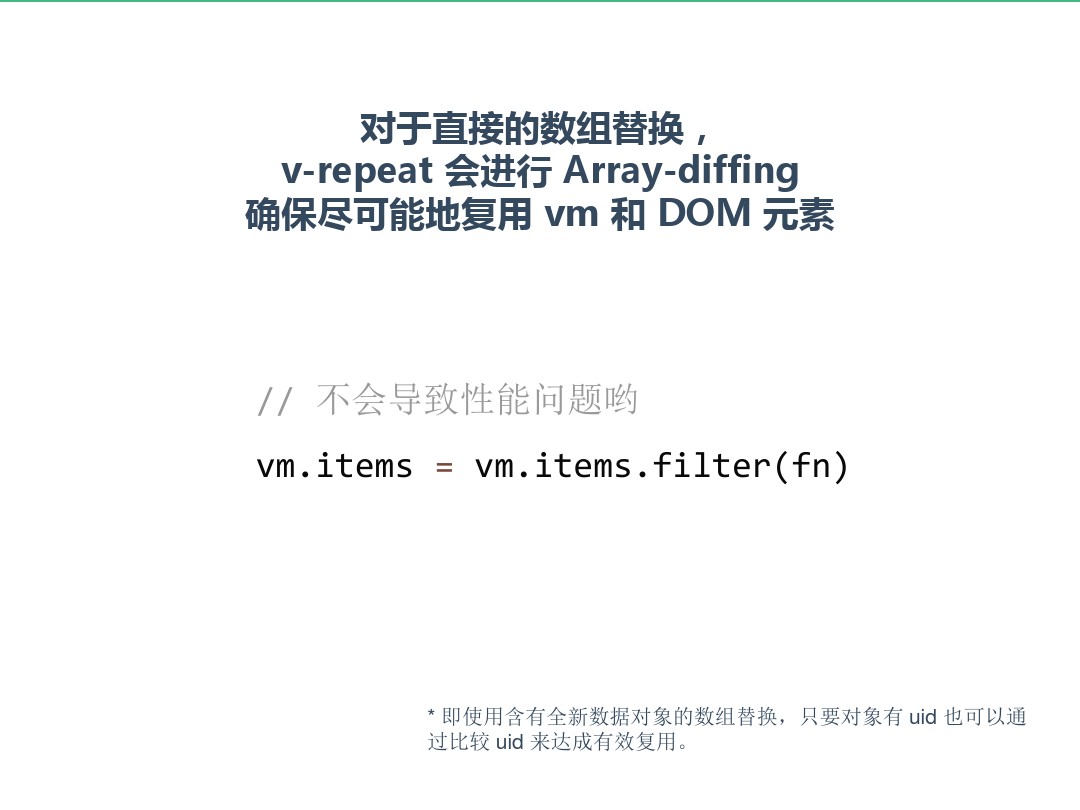 对于直接的数组替换，
v-repeat 会进行 Array-diffing
确保尽可能地复用 vm 和 DOM 元素
// 不会导致性能问题哟
vm.items = vm.items.filter(fn)
* 即使用含有全新数据对象的数组替换，只要对象有 uid 也可以通
过比较 uid 来达成有效复用。